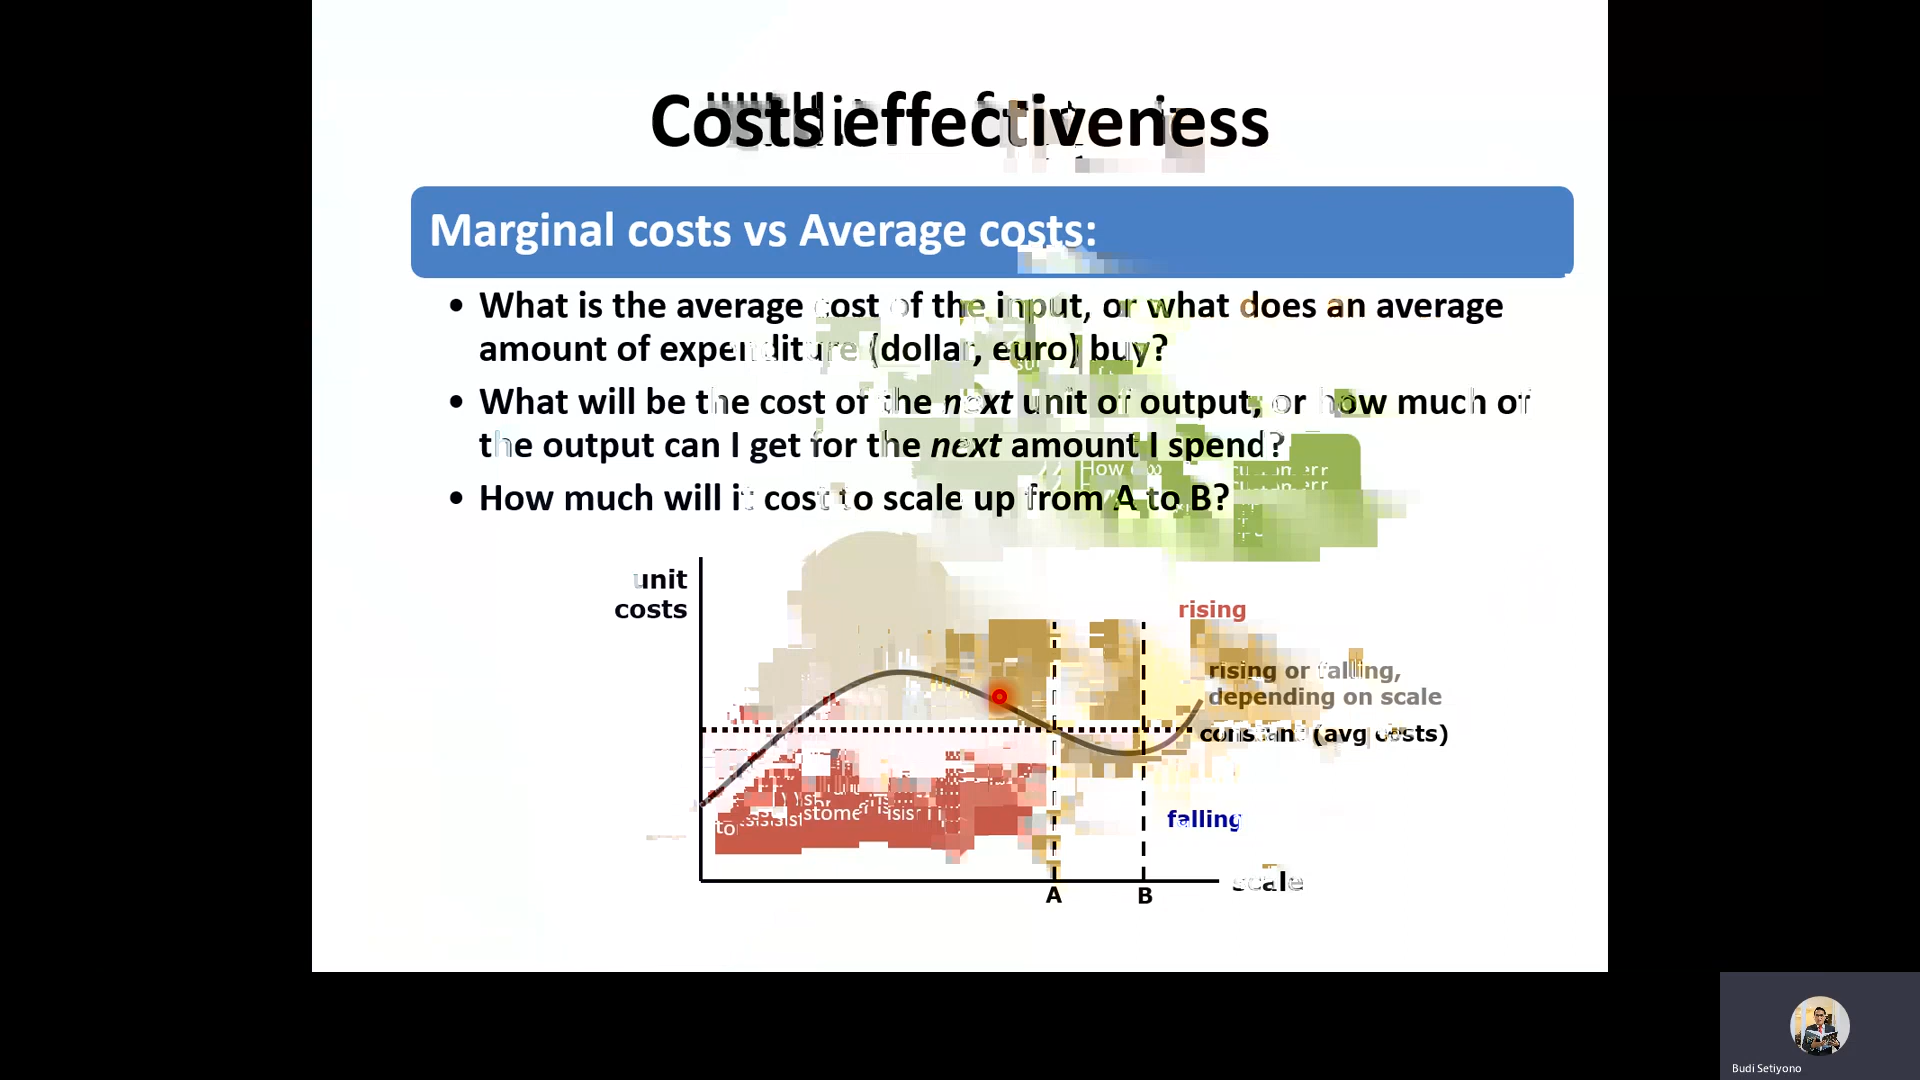 Costs effectiveness
Marginal costs vs Average costs:
• What is the average cost of the input, or what does an average
amount of expenditure (dollar, euro) buy?
• What will be the cost of the next unit of output, or how much of
the output can I get for the next amount I spend?
How
• How much will it cost to scale up from A to B?
unit
costs
rising
rising or falling,
depending on scale
constant (avg costs)
falling
scale
A B
Budi Setiyono